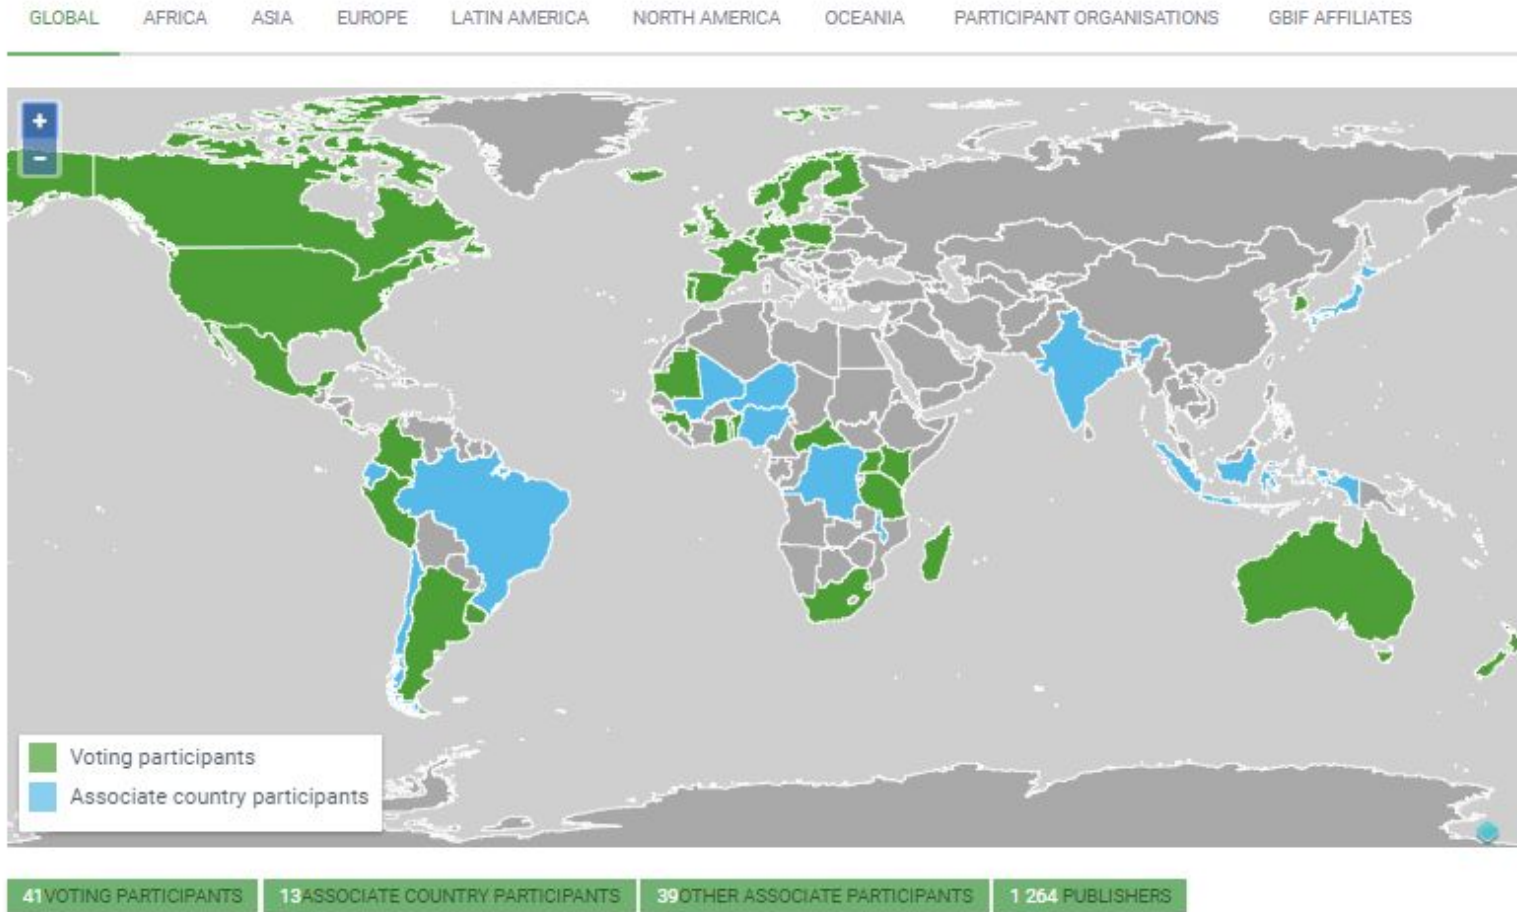 GLOBAL AFRICA ASIA EUROPE LATIN AMERICA NORTH AMERICA OCEANIA PARTICIPANT ORGANISATIONS GBIF AFFILIATES
+
−
Voting participants
Associate country participants
41VOTING PARTICIPANTS 13ASSOCIATE COUNTRY PARTICIPANTS 39OTHER ASSOCIATE PARTICIPANTS 1 264 PUBLISHERS